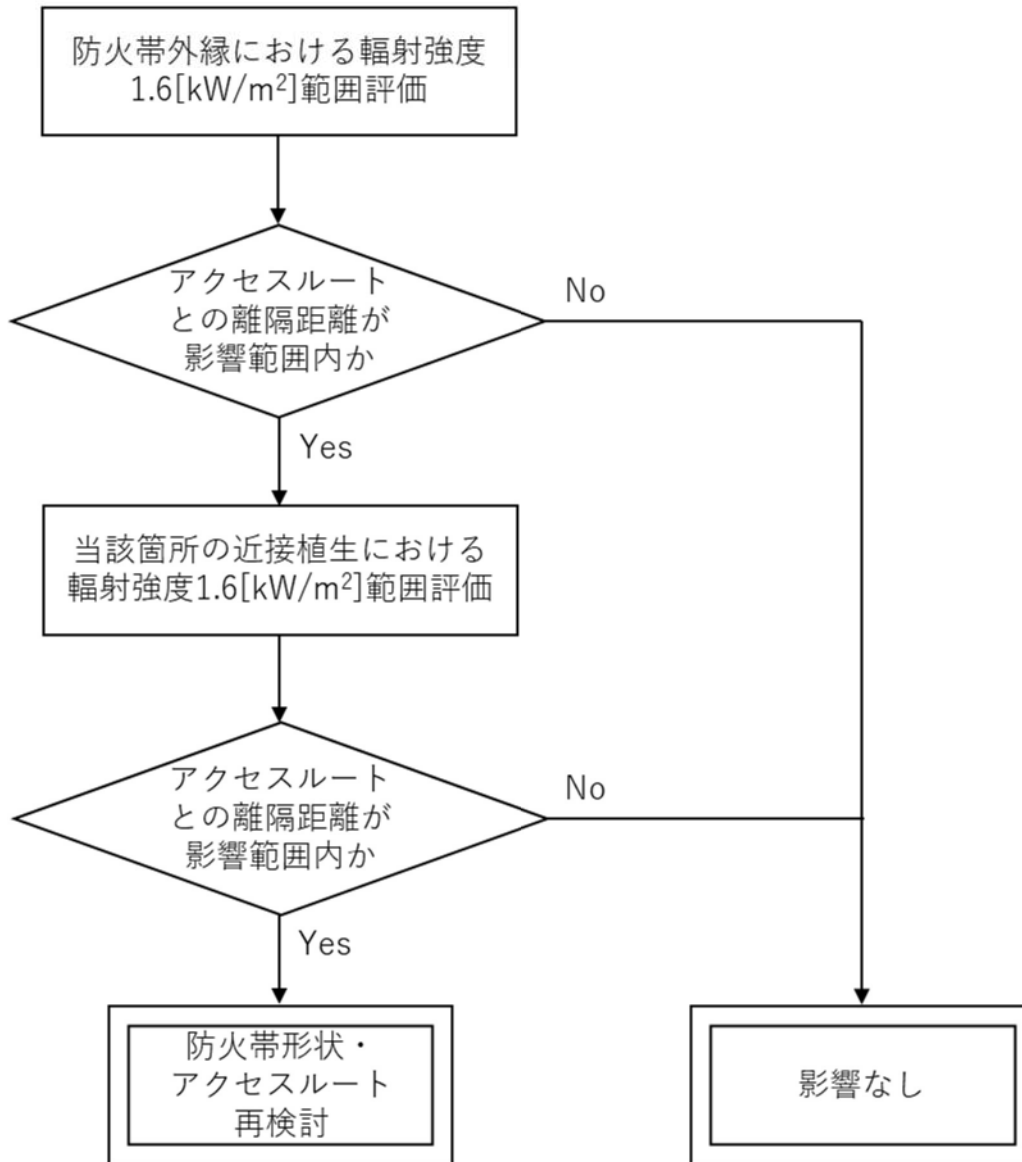 防火帯外縁における輻射強度
1.6[kW/m²]範囲評価
アクセスルート
との離隔距離が
影響範囲内か
No
Yes
当該箇所の近接植生における
輻射強度1.6[kW/m²]範囲評価
アクセスルート
との離隔距離が
影響範囲内か
No
Yes
防火帯形状・
アクセスルート
再検討
影響なし